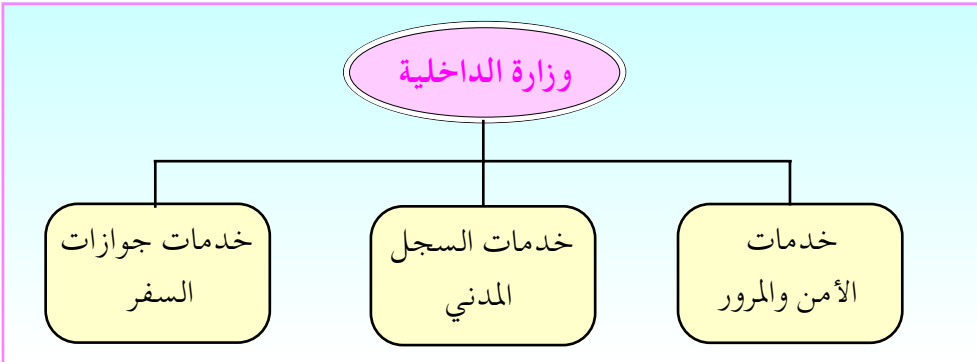 وزارة الداخلية
خدمات
الأمن والمرور
خدمات السجل
المدني
خدمات جوازات
السفر